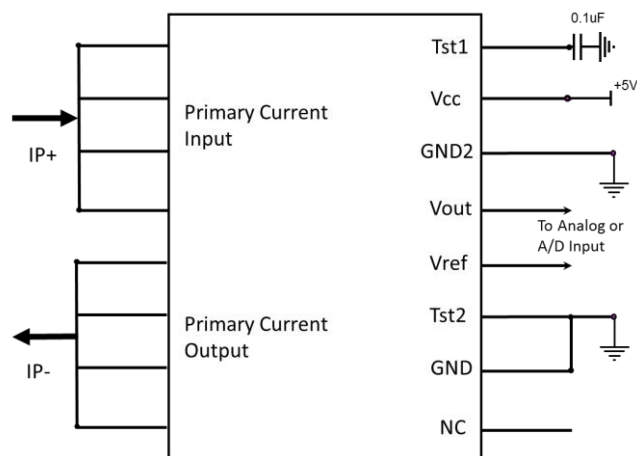 0.1uF
Tst1
+5V
Vcc
Primary Current
Input
IP+
GND2
Vout
To Analog or
A/D Input
Vref
Primary Current
Output
IP-
Tst2
GND
NC